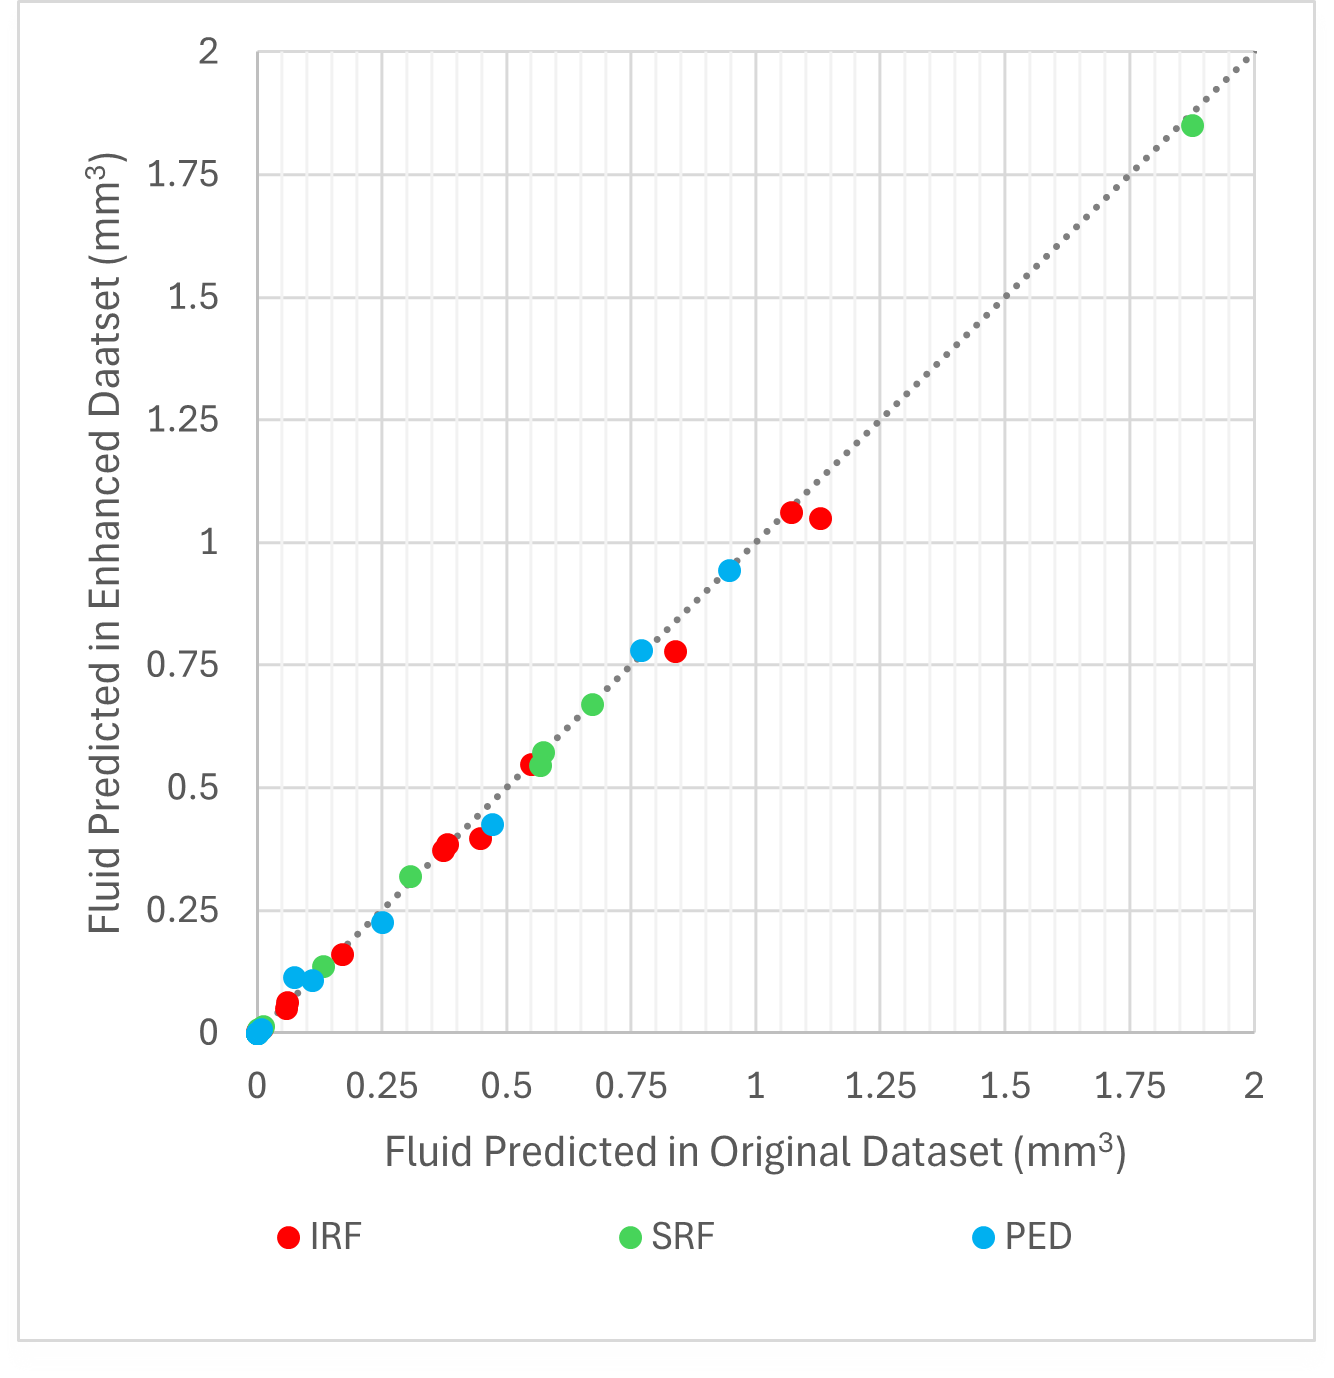 2
1.75
1.5
1.25
1
0.75
0.5
0.25
0
Fluid Predicted in Enhanced Daatset (mm³)
0 0.25 0.5 0.75 1 1.25 1.5 1.75 2
Fluid Predicted in Original Dataset (mm³)
IRF SRF PED